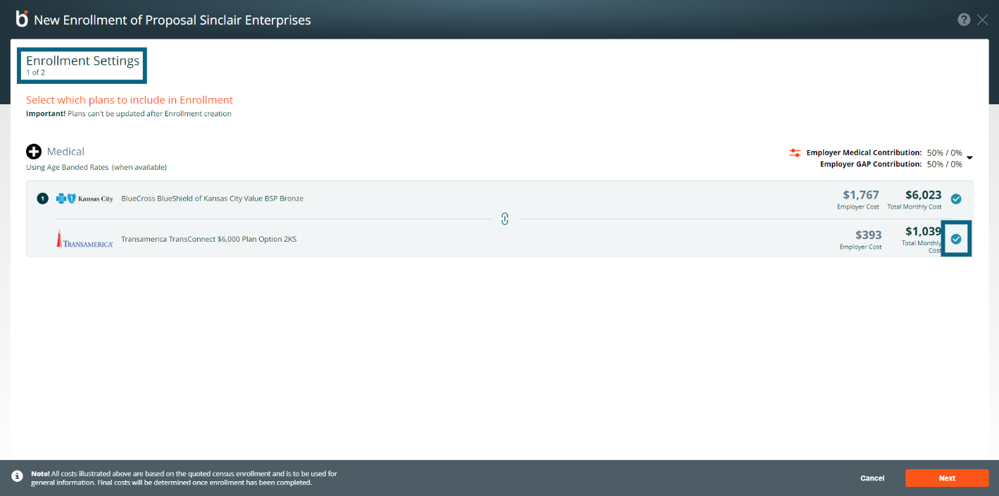 b New Enrollment of Proposal Sinclair Enterprises
?
Enrollment Settings
1 of 2
Select which plans to include in Enrollment
Important! Plans can't be updated after Enrollment creation
Medical
Using Age Banded Rates (when available)
Employer Medical Contribution: 50% / 0%
Employer GAP Contribution: 50% / 0%
1 Kansas City BlueCross BlueShield of Kansas City Value BSP Bronze
$1,767 $6,023
Employer Cost Total Monthly Cost
TRANSAMERICA Transamerica TransConnect $6,000 Plan Option 2KS
$393 $1,039
Employer Cost Total Monthly
Cost
Note! All costs illustrated above are based on the quoted census enrollment and is to be used for
general information. Final costs will be determined once enrollment has been completed.
Cancel
Next